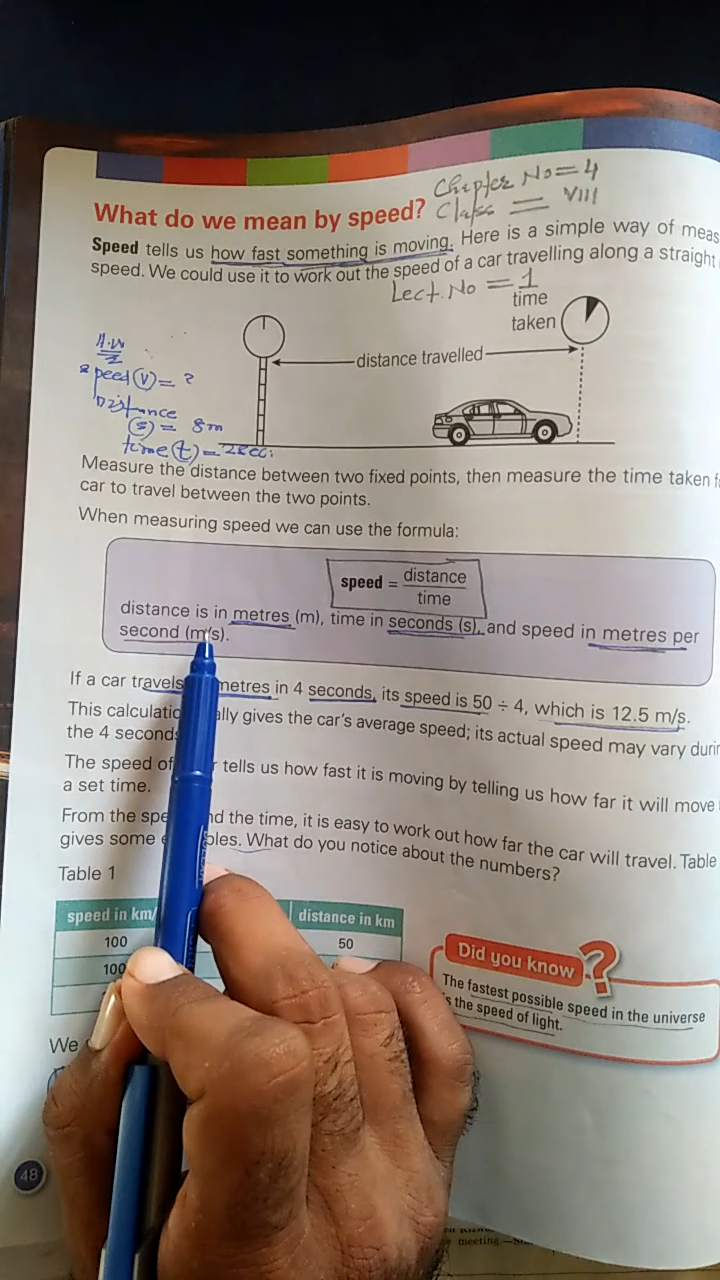 Chapter No = 4
Class = VIII
What do we mean by speed?
Speed tells us how fast something is moving. Here is a simple way of meas
speed. We could use it to work out the speed of a car travelling along a straight
Lect. No = 1
time
taken
distance travelled
H.W
speed (v) = ?
Distance
(s) = 8m
time (t) = 2sec.
Measure the distance between two fixed points, then measure the time taken f
car to travel between the two points.
When measuring speed we can use the formula:
speed = distance
time
distance is in metres (m), time in seconds (s), and speed in metres per
second (m/s).
If a car travels metres in 4 seconds, its speed is 50 ÷ 4, which is 12.5 m/s.
This calculatio ally gives the car's average speed; its actual speed may vary durin
the 4 second
The speed of r tells us how fast it is moving by telling us how far it will move
a set time.
From the spe nd the time, it is easy to work out how far the car will travel. Table
gives some ples. What do you notice about the numbers?
Table 1
speed in km/ distance in km
100 50
100
We
Did you know ?
The fastest possible speed in the universe
s the speed of light.
48
meeting.—S